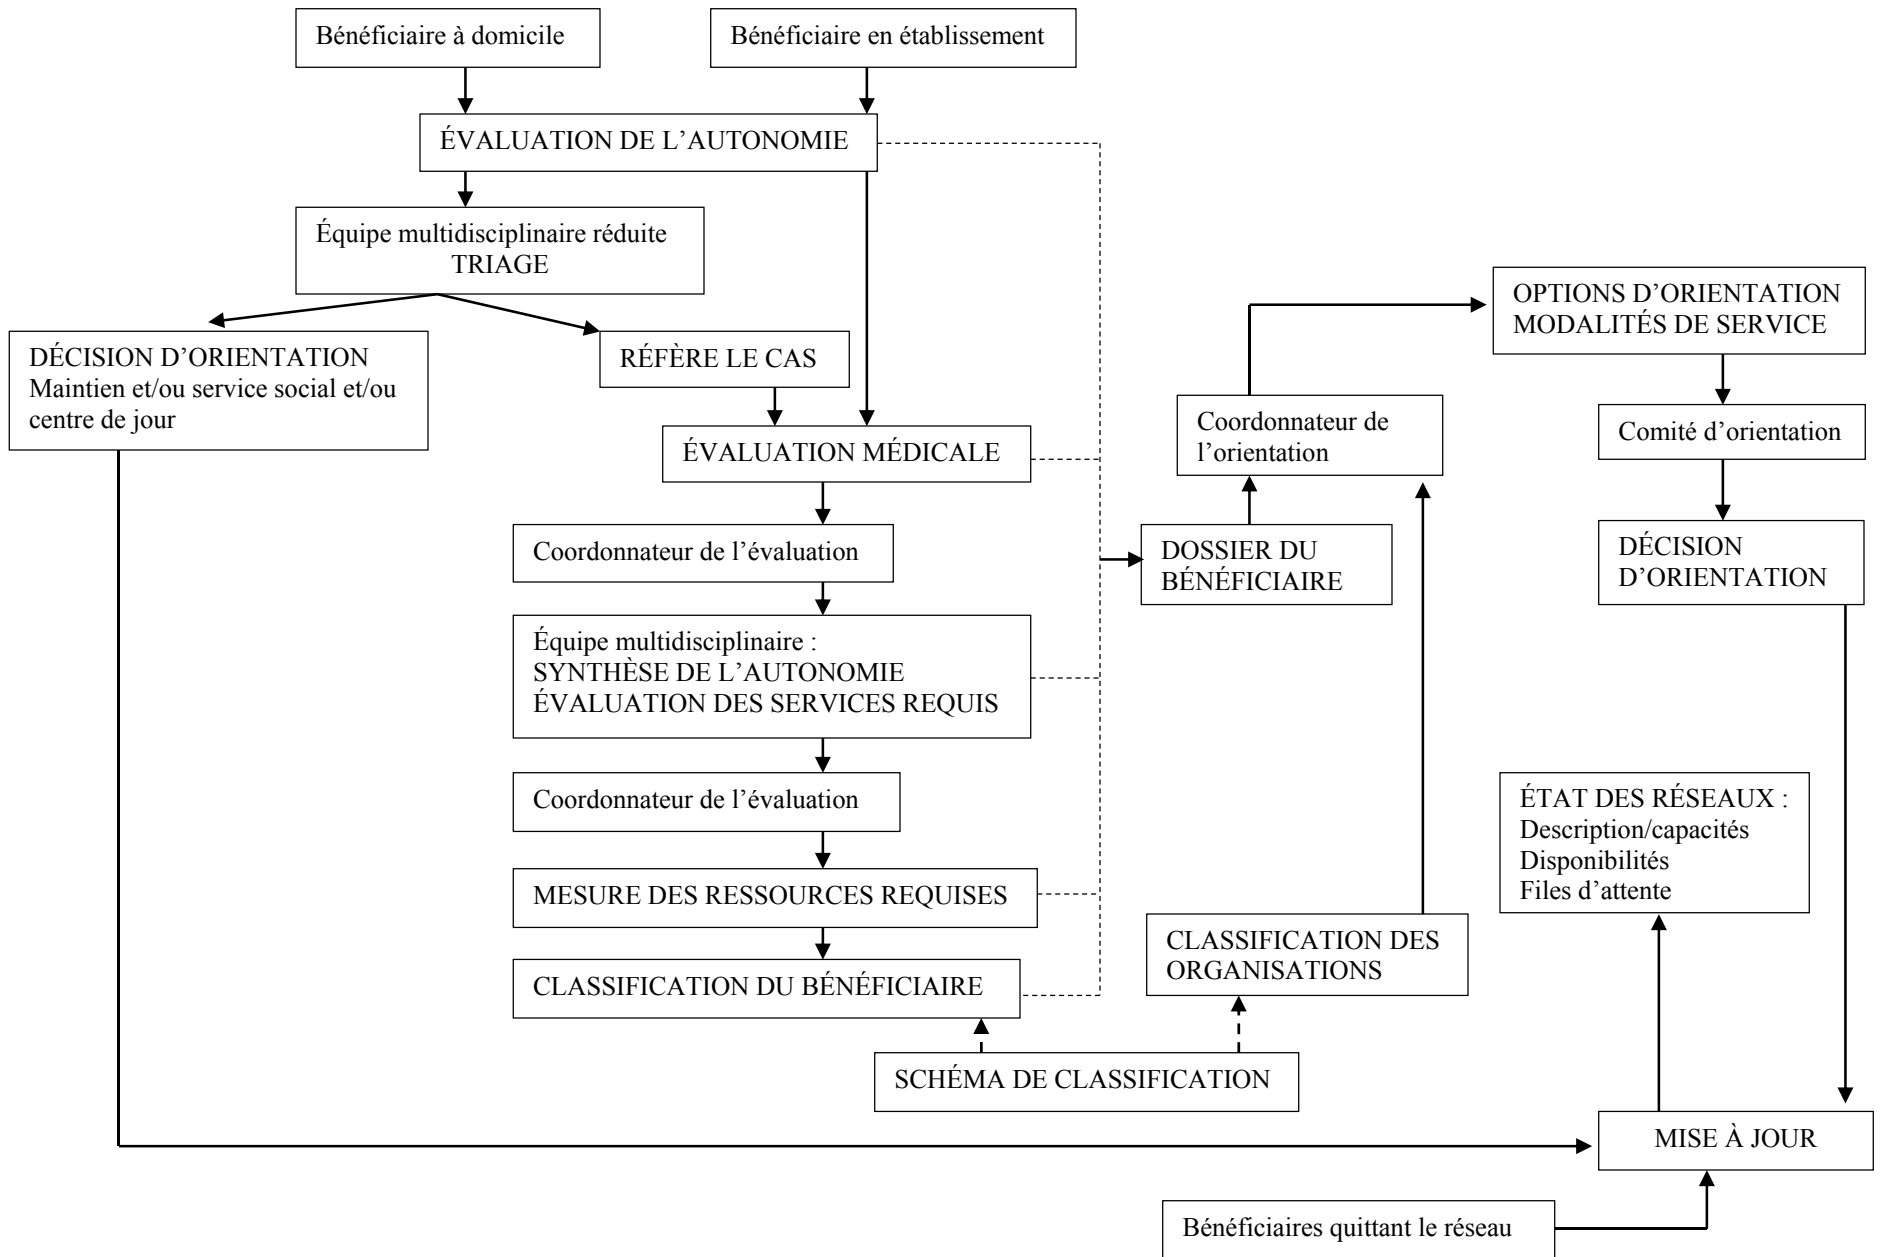 Bénéficiaire à domicile
Bénéficiaire en établissement
ÉVALUATION DE L’AUTONOMIE
Équipe multidisciplinaire réduite
TRIAGE
DÉCISION D’ORIENTATION
Maintien et/ou service social et/ou
centre de jour
RÉFÈRE LE CAS
ÉVALUATION MÉDICALE
Coordonnateur de l’évaluation
Équipe multidisciplinaire :
SYNTHÈSE DE L’AUTONOMIE
ÉVALUATION DES SERVICES REQUIS
Coordonnateur de l’évaluation
MESURE DES RESSOURCES REQUISES
CLASSIFICATION DU BÉNÉFICIAIRE
SCHÉMA DE CLASSIFICATION
CLASSIFICATION DES
ORGANISATIONS
DOSSIER DU
BÉNÉFICIAIRE
Coordonnateur de
l’orientation
OPTIONS D’ORIENTATION
MODALITÉS DE SERVICE
Comité d’orientation
DÉCISION
D’ORIENTATION
ÉTAT DES RÉSEAUX :
Description/capacités
Disponibilités
Files d’attente
MISE À JOUR
Bénéficiaires quittant le réseau